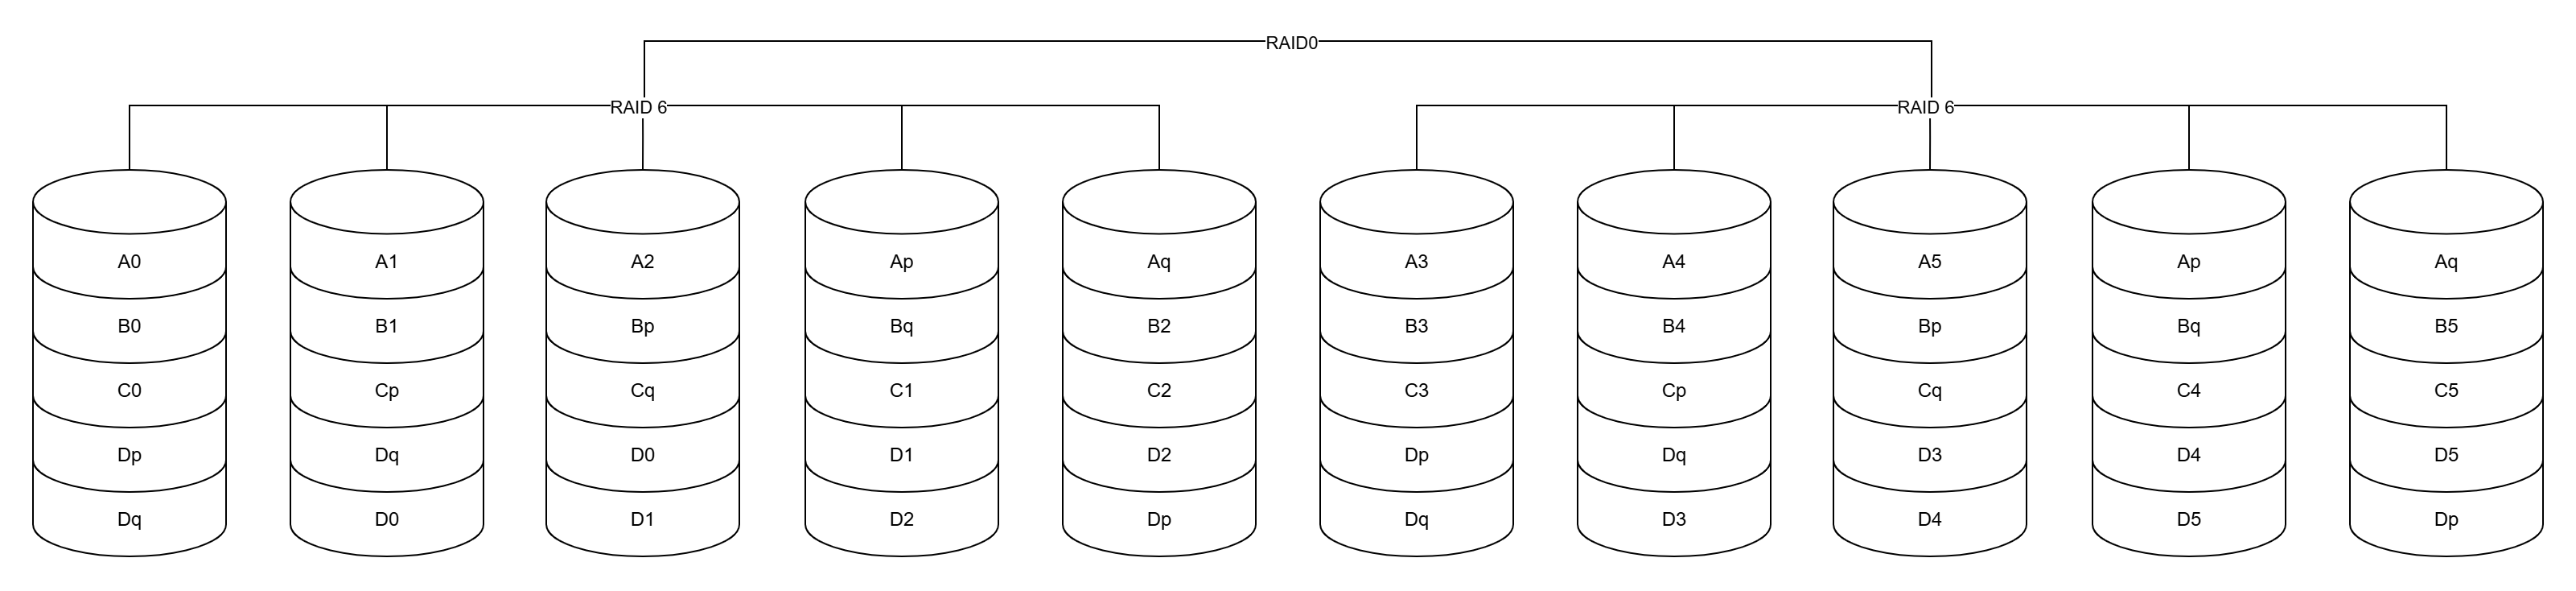 RAID0
RAID 6 RAID 6
A0 A1 A2 Ap Aq A3 A4 A5 Ap Aq
B0 B1 Bp Bq B2 B3 B4 Bp Bq B5
C0 Cp Cq C1 C2 C3 Cp Cq C4 C5
Dp Dq D0 D1 D2 Dp Dq D3 D4 D5
Dq D0 D1 D2 Dp Dq D3 D4 D5 Dp